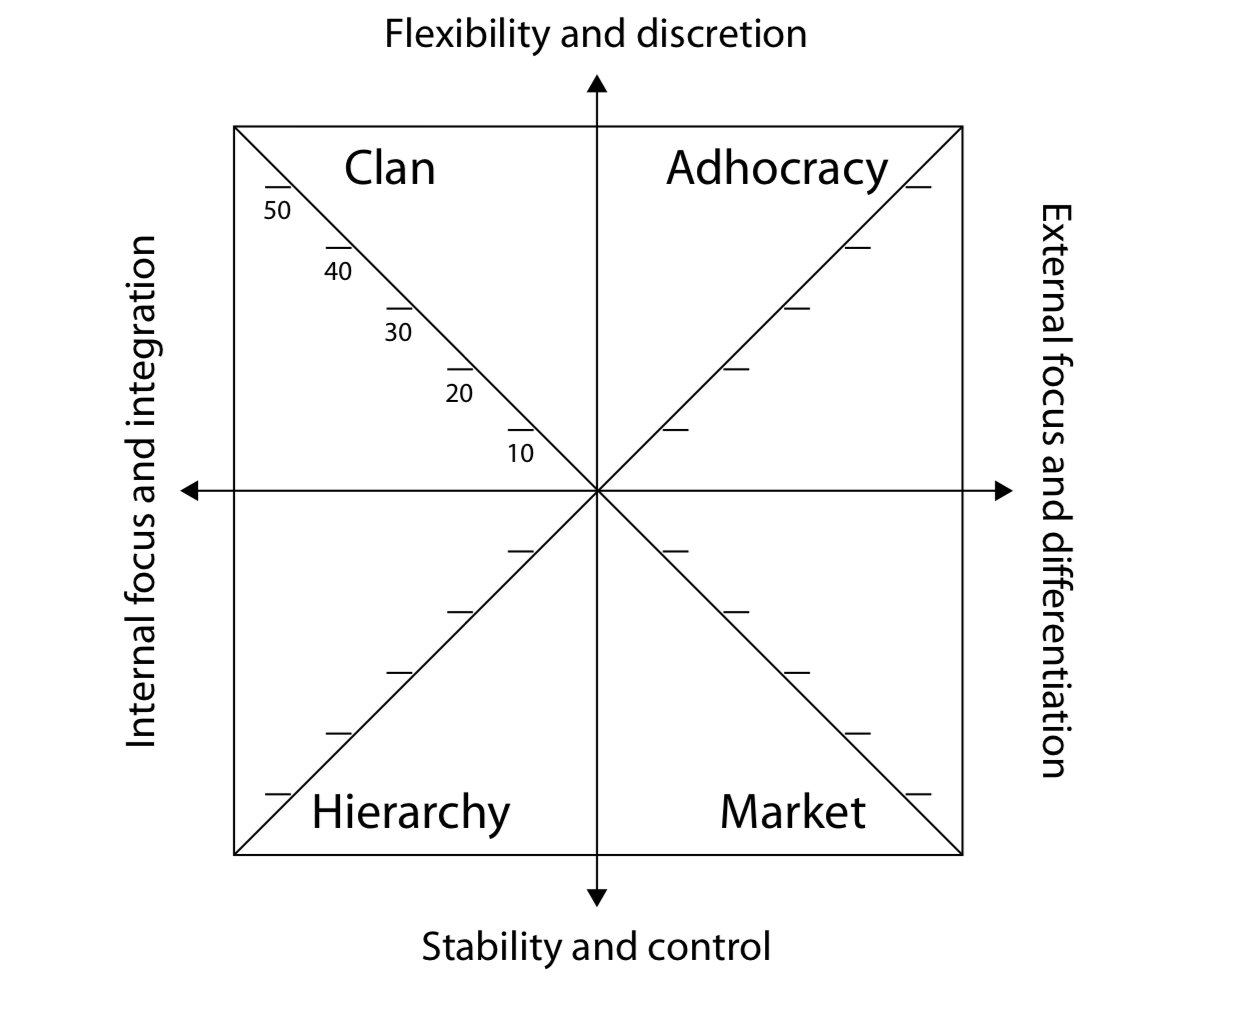 Flexibility and discretion
Clan
Adhocracy
50
40
30
20
10
Internal focus and integration
External focus and differentiation
Hierarchy
Market
Stability and control